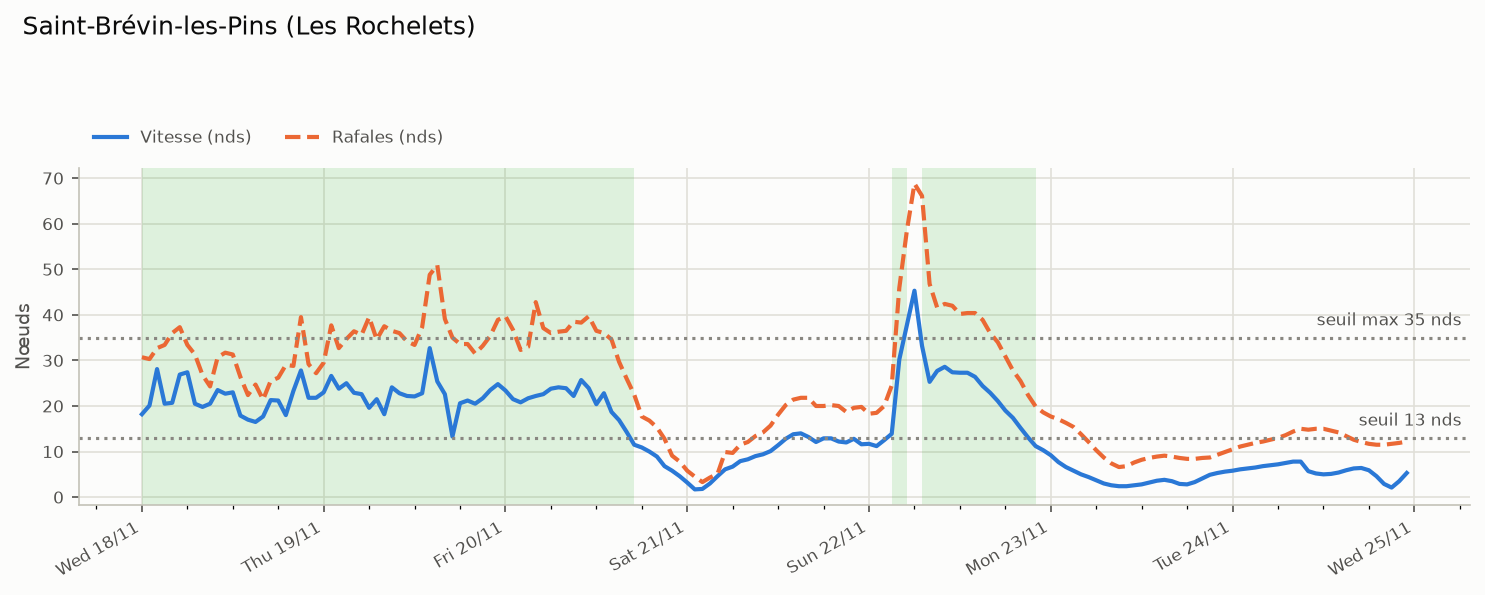 Saint-Brévin-les-Pins (Les Rochelets)
Vitesse (nds) Rafales (nds)
Nœuds
70
60
50
40
30
20
10
0
seuil max 35 nds
seuil 13 nds
Wed 18/11 Thu 19/11 Fri 20/11 Sat 21/11 Sun 22/11 Mon 23/11 Tue 24/11 Wed 25/11